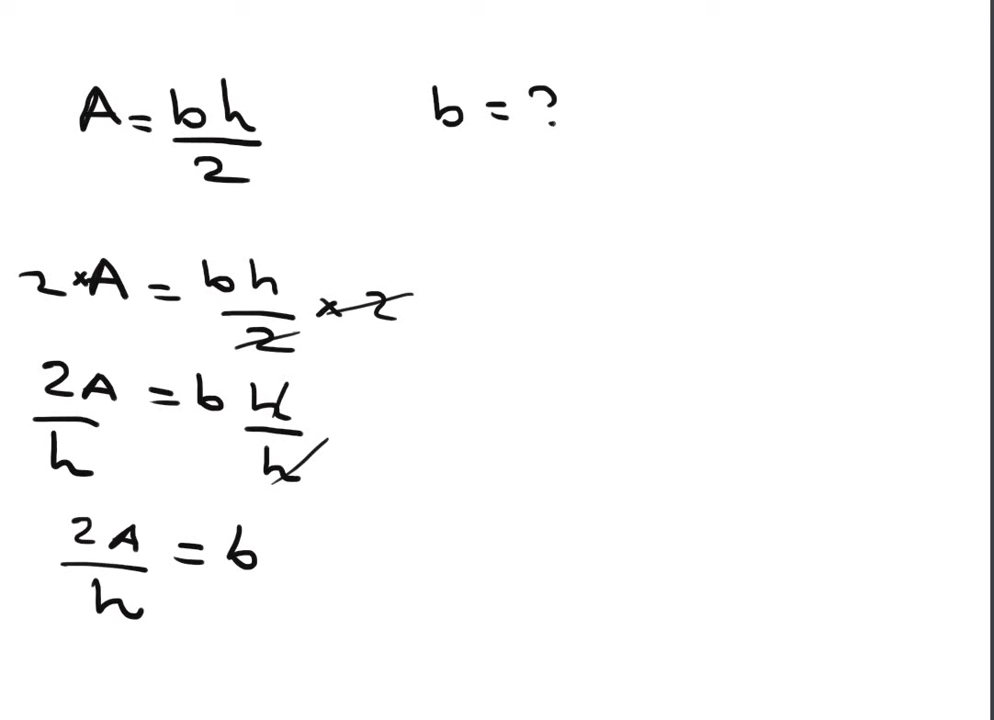 A = bh/2 b = ?
2 × A = bh/2 × 2
2A/h = b h/h
2A/h = b